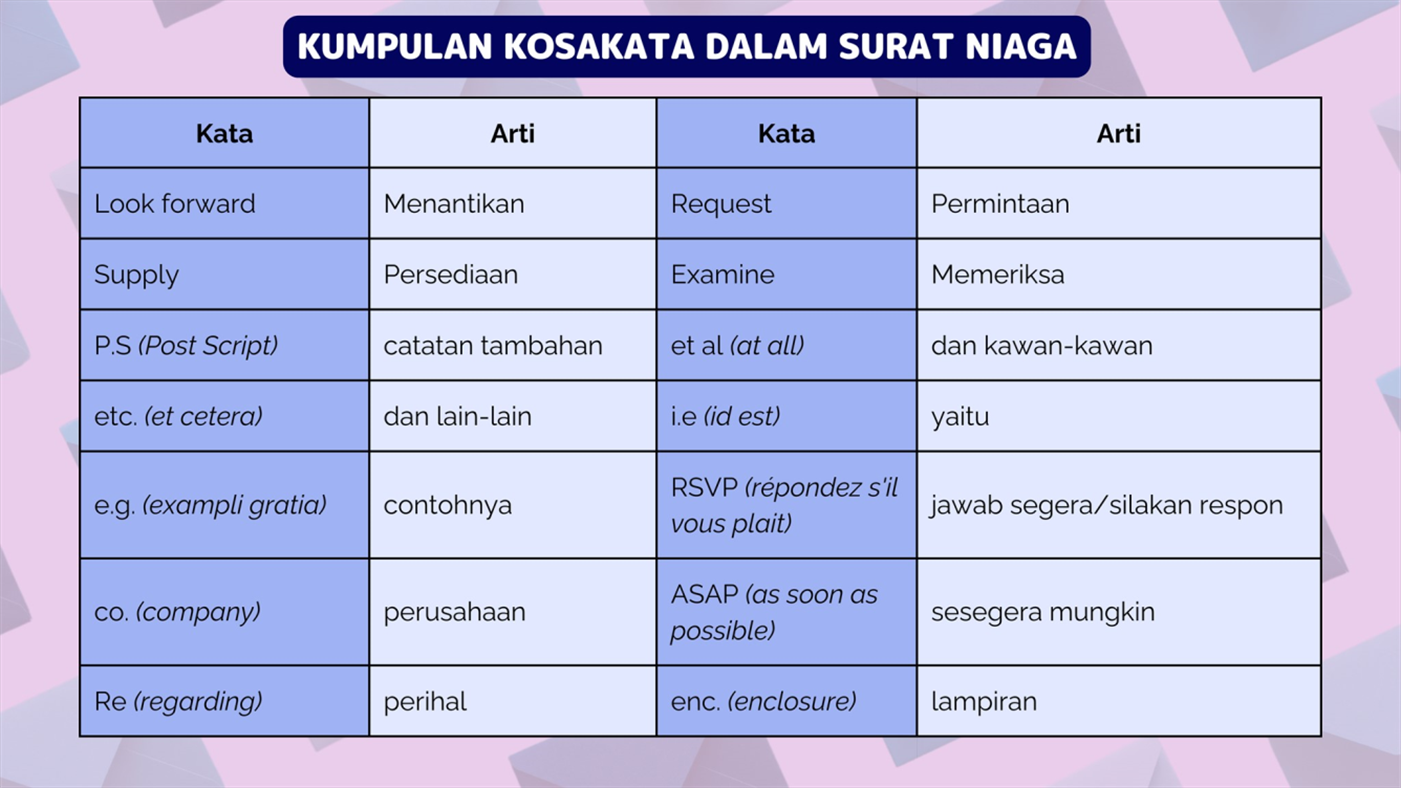 KUMPULAN KOSAKATA DALAM SURAT NIAGA
Kata Arti Kata Arti
Look forward Menantikan Request Permintaan
Supply Persediaan Examine Memeriksa
P.S (Post Script) catatan tambahan et al (at all) dan kawan-kawan
etc. (et cetera) dan lain-lain i.e (id est) yaitu
e.g. (exampli gratia) contohnya RSVP (répondez s'il
vous plait) jawab segera/silakan respon
co. (company) perusahaan ASAP (as soon as
possible) sesegera mungkin
Re (regarding) perihal enc. (enclosure) lampiran